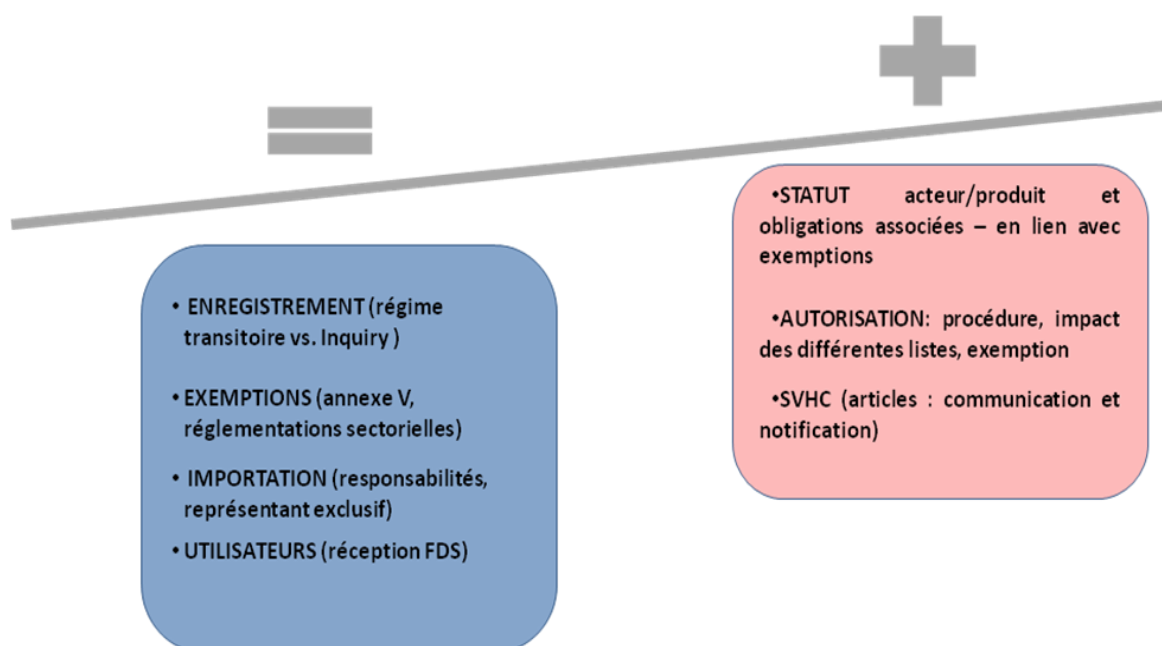 • ENREGISTREMENT (régime
transitoire vs. Inquiry )
• EXEMPTIONS (annexe V,
réglementations sectorielles)
• IMPORTATION (responsabilités,
représentant exclusif)
• UTILISATEURS (réception FDS)
•STATUT acteur/produit et
obligations associées – en lien avec
exemptions
•AUTORISATION: procédure, impact
des différentes listes, exemption
•SVHC (articles : communication et
notification)